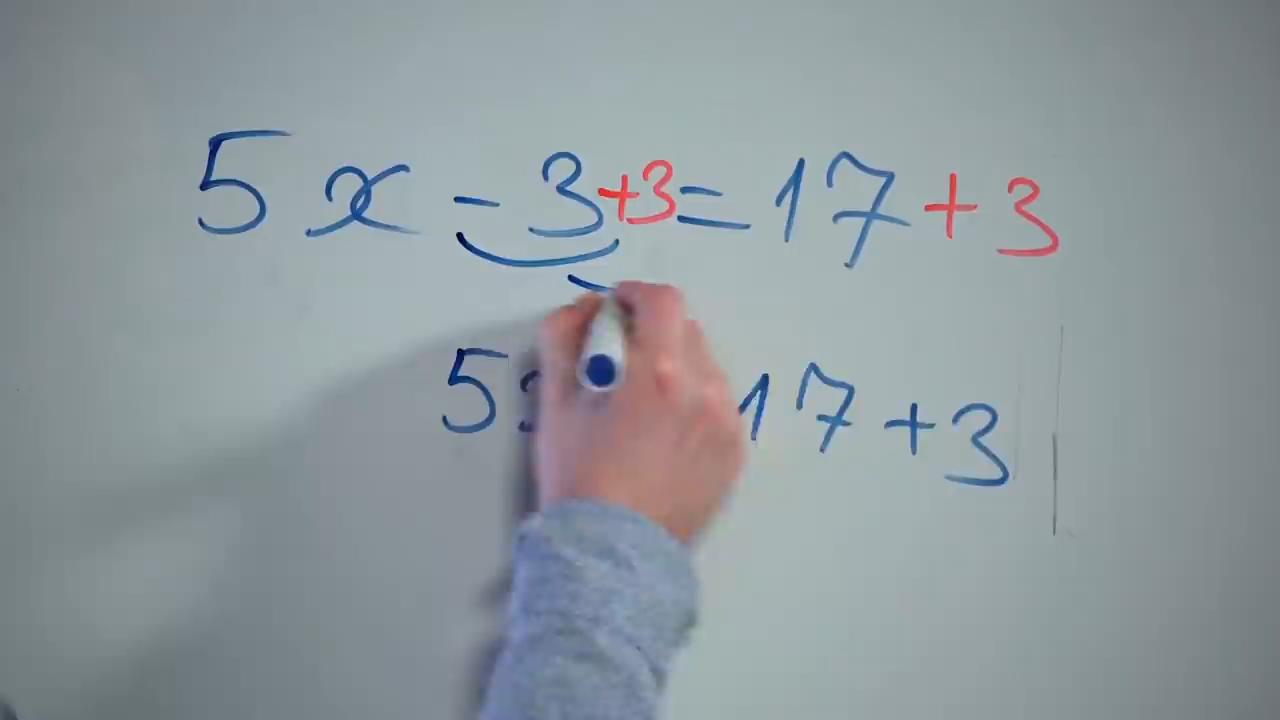 5x - 3 + 3 = 17 + 3
5 17 + 3